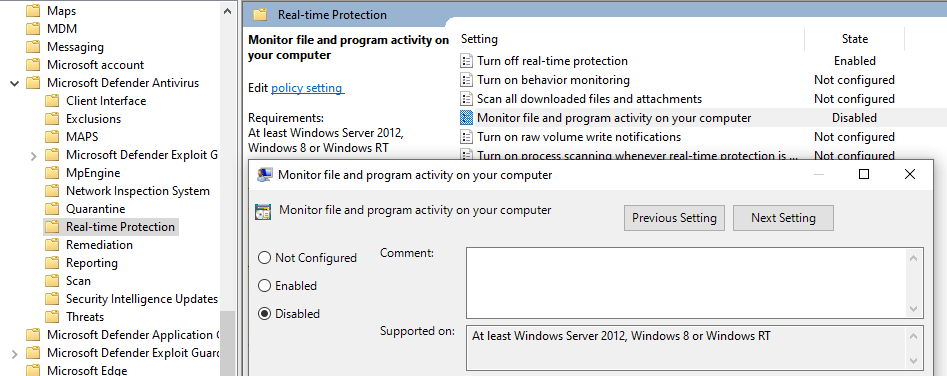 Maps
MDM
Messaging
Microsoft account
Microsoft Defender Antivirus
Client Interface
Exclusions
MAPS
Microsoft Defender Exploit G
MpEngine
Network Inspection System
Quarantine
Real-time Protection
Remediation
Reporting
Scan
Security Intelligence Updates
Threats
Microsoft Defender Application G
Microsoft Defender Exploit Guard
Microsoft Edge
Real-time Protection
Monitor file and program activity on
your computer
Edit policy setting
Requirements:
At least Windows Server 2012,
Windows 8 or Windows RT
Setting State
Turn off real-time protection Enabled
Turn on behavior monitoring Not configured
Scan all downloaded files and attachments Not configured
Monitor file and program activity on your computer Disabled
Turn on raw volume write notifications Not configured
Turn on process scanning whenever real-time protection is ... Not configured
Monitor file and program activity on your computer
Monitor file and program activity on your computer
Previous Setting Next Setting
Not Configured
Enabled
Disabled
Comment:
Supported on:
At least Windows Server 2012, Windows 8 or Windows RT